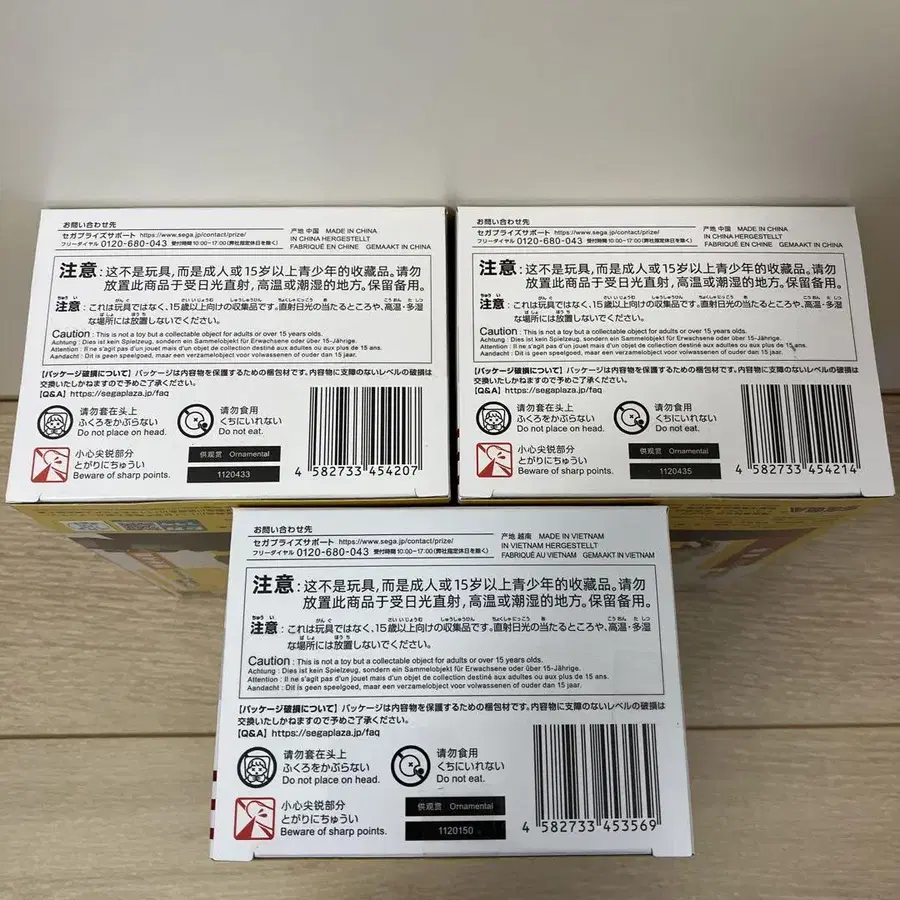 お問い合わせ先
セガプライズサポート https://www.sega.jp/contact/prize/
フリーダイヤル 0120-680-043 受付時間 10:00~17:00(弊社指定休日を除く)
产地 中国 MADE IN CHINA
IN CHINA HERGESTELLT
FABRIQUÉ EN CHINE GEMAAKT IN CHINA
注意:这不是玩具,而是成人或15岁以上青少年的收藏品。请勿
放置此商品于受日光直射,高温或潮湿的地方。保留备用。
注意:これは玩具ではなく、15歳以上向けの収集品です。直射日光の当たるところや、高温・多湿
な場所には放置しないでください。
Caution : This is not a toy but a collectable object for adults or over 15 years olds.
Achtung : Dies ist kein Spielzeug, sondern ein Sammelobjekt für Erwachsene oder über 15-Jährige.
Attention : Il ne s'agit pas d'un jouet mais d'un objet de collection destiné aux adultes ou aux plus de 15 ans.
Aandacht : Dit is geen speelgoed, maar een verzamelobject voor volwassenen of ouder dan 15 jaar.
【パッケージ破損について】パッケージは内容物を保護するための梱包材です。内容物に支障のないレベルの破損は
交換いたしかねますので予めご了承ください。
【Q&A】https://segaplaza.jp/faq
请勿套在头上
ふくろをかぶらない
Do not place on head.
请勿食用
くちにいれない
Do not eat.
小心尖锐部分
とがりにちゅうい
Beware of sharp points.
供观赏 Ornamental
1120433
4 582733 454207
お問い合わせ先
セガプライズサポート https://www.sega.jp/contact/prize/
フリーダイヤル 0120-680-043 受付時間 10:00~17:00(弊社指定休日を除く)
产地 中国 MADE IN CHINA
IN CHINA HERGESTELLT
FABRIQUÉ EN CHINE GEMAAKT IN CHINA
注意:这不是玩具,而是成人或15岁以上青少年的收藏品。请勿
放置此商品于受日光直射,高温或潮湿的地方。保留备用。
注意:これは玩具ではなく、15歳以上向けの収集品です。直射日光の当たるところや、高温・多湿
な場所には放置しないでください。
Caution : This is not a toy but a collectable object for adults or over 15 years olds.
Achtung : Dies ist kein Spielzeug, sondern ein Sammelobjekt für Erwachsene oder über 15-Jährige.
Attention : Il ne s'agit pas d'un jouet mais d'un objet de collection destiné aux adultes ou aux plus de 15 ans.
Aandacht : Dit is geen speelgoed, maar een verzamelobject voor volwassenen of ouder dan 15 jaar.
【パッケージ破損について】パッケージは内容物を保護するための梱包材です。内容物に支障のないレベルの破損は
交換いたしかねますので予めご了承ください。
【Q&A】https://segaplaza.jp/faq
请勿套在头上
ふくろをかぶらない
Do not place on head.
请勿食用
くちにいれない
Do not eat.
小心尖锐部分
とがりにちゅうい
Beware of sharp points.
供观赏 Ornamental
1120435
4 582733 454214
お問い合わせ先
セガプライズサポート https://www.sega.jp/contact/prize/
フリーダイヤル 0120-680-043 受付時間 10:00~17:00(弊社指定休日を除く)
产地 越南 MADE IN VIETNAM
IN VIETNAM HERGESTELLT
FABRIQUÉ AU VIETNAM GEMAAKT IN VIETNAM
注意:这不是玩具,而是成人或15岁以上青少年的收藏品。请勿
放置此商品于受日光直射,高温或潮湿的地方。保留备用。
注意:これは玩具ではなく、15歳以上向けの収集品です。直射日光の当たるところや、高温・多湿
な場所には放置しないでください。
Caution : This is not a toy but a collectable object for adults or over 15 years olds.
Achtung : Dies ist kein Spielzeug, sondern ein Sammelobjekt für Erwachsene oder über 15-Jährige.
Attention : Il ne s'agit pas d'un jouet mais d'un objet de collection destiné aux adultes ou aux plus de 15 ans.
Aandacht : Dit is geen speelgoed, maar een verzamelobject voor volwassenen of ouder dan 15 jaar.
【パッケージ破損について】パッケージは内容物を保護するための梱包材です。内容物に支障のないレベルの破損は
交換いたしかねますので予めご了承ください。
【Q&A】https://segaplaza.jp/faq
请勿套在头上
ふくろをかぶらない
Do not place on head.
请勿食用
くちにいれない
Do not eat.
小心尖锐部分
とがりにちゅうい
Beware of sharp points.
供观赏 Ornamental
1120150
4 582733 453569